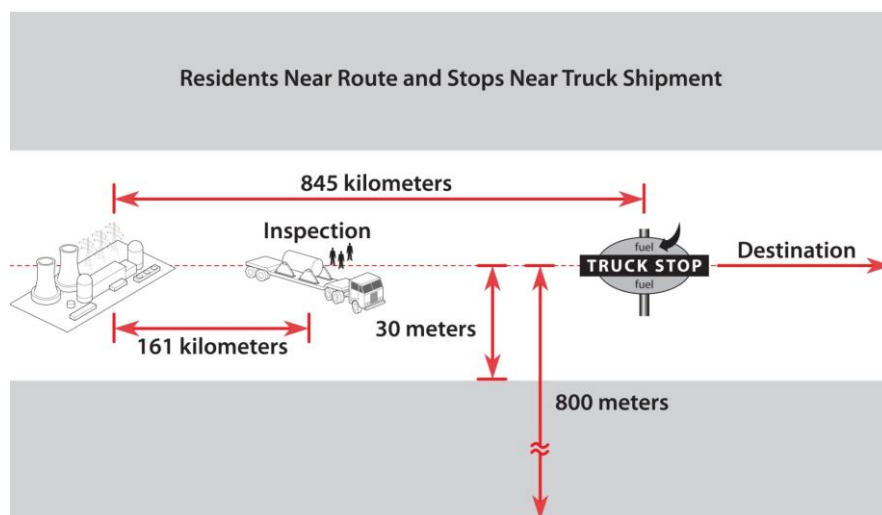 Residents Near Route and Stops Near Truck Shipment
845 kilometers
Inspection
fuel
TRUCK STOP
fuel
Destination
161 kilometers
30 meters
800 meters